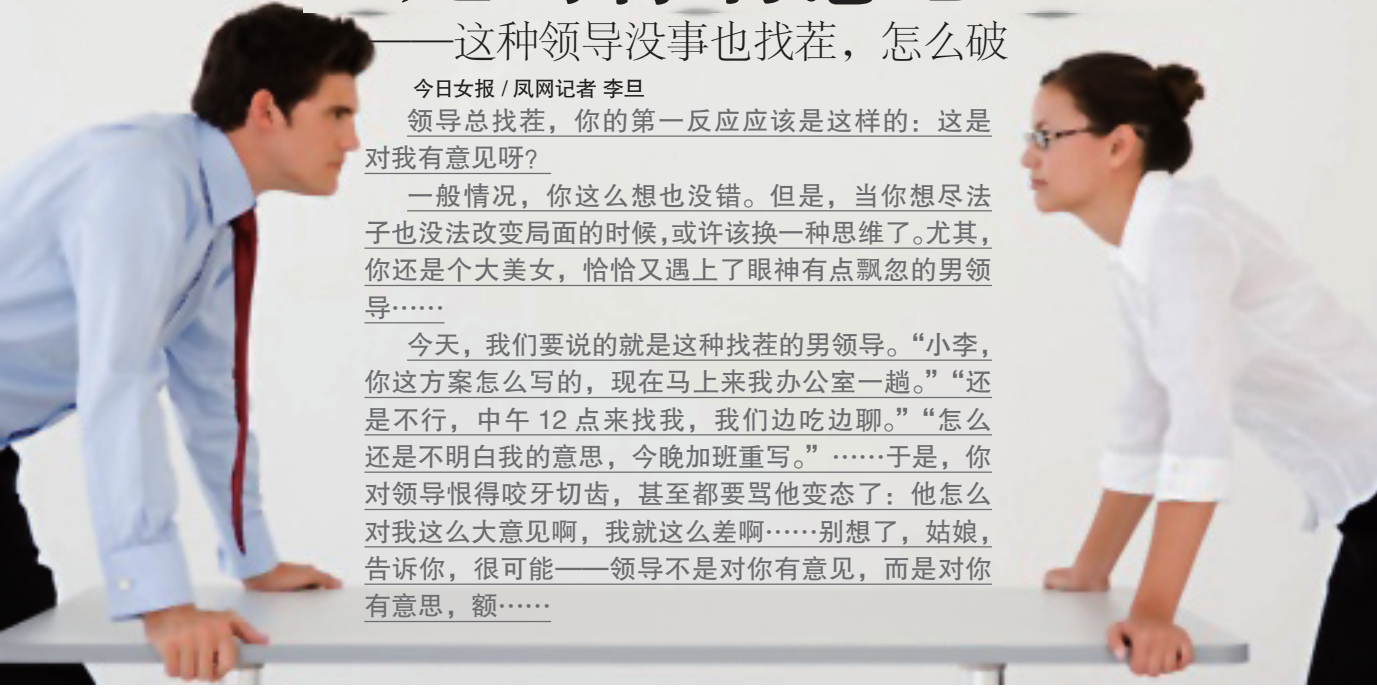 ——这种领导没事也找茬，怎么破
今日女报 / 凤网记者 李旦
领导总找茬，你的第一反应应该是这样的：这是
对我有意见呀？
一般情况，你这么想也没错。但是，当你想尽法
子也没法改变局面的时候，或许该换一种思维了。尤其，
你还是个大美女，恰恰又遇上了眼神有点飘忽的男领
导……
今天，我们要说的就是这种找茬的男领导。“小李，
你这方案怎么写的，现在马上来我办公室一趟。”“还
是不行，中午 12 点来找我，我们边吃边聊。”“怎么
还是不明白我的意思，今晚加班重写。”……于是，你
对领导恨得咬牙切齿，甚至都要骂他变态了：他怎么
对我这么大意见啊，我就这么差啊……别想了，姑娘，
告诉你，很可能——领导不是对你有意见，而是对你
有意思，额……